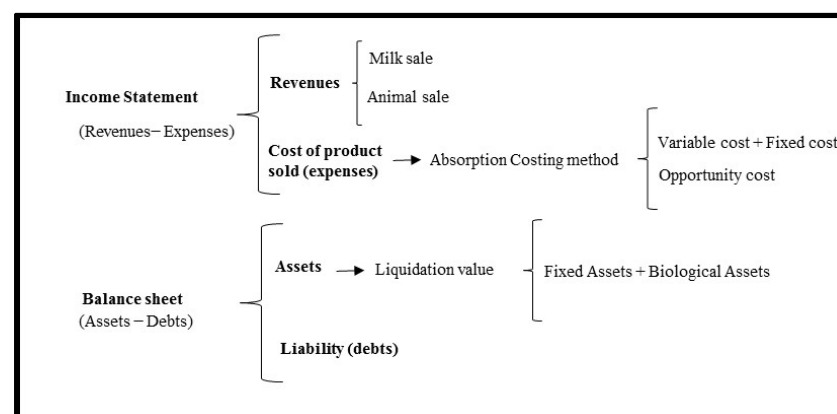 Income Statement
(Revenues－Expenses)
Revenues
Milk sale
Animal sale
Cost of product
sold (expenses)
Absorption Costing method
Variable cost + Fixed cost
Opportunity cost
Balance sheet
(Assets－Debts)
Assets
Liquidation value
Fixed Assets + Biological Assets
Liability (debts)